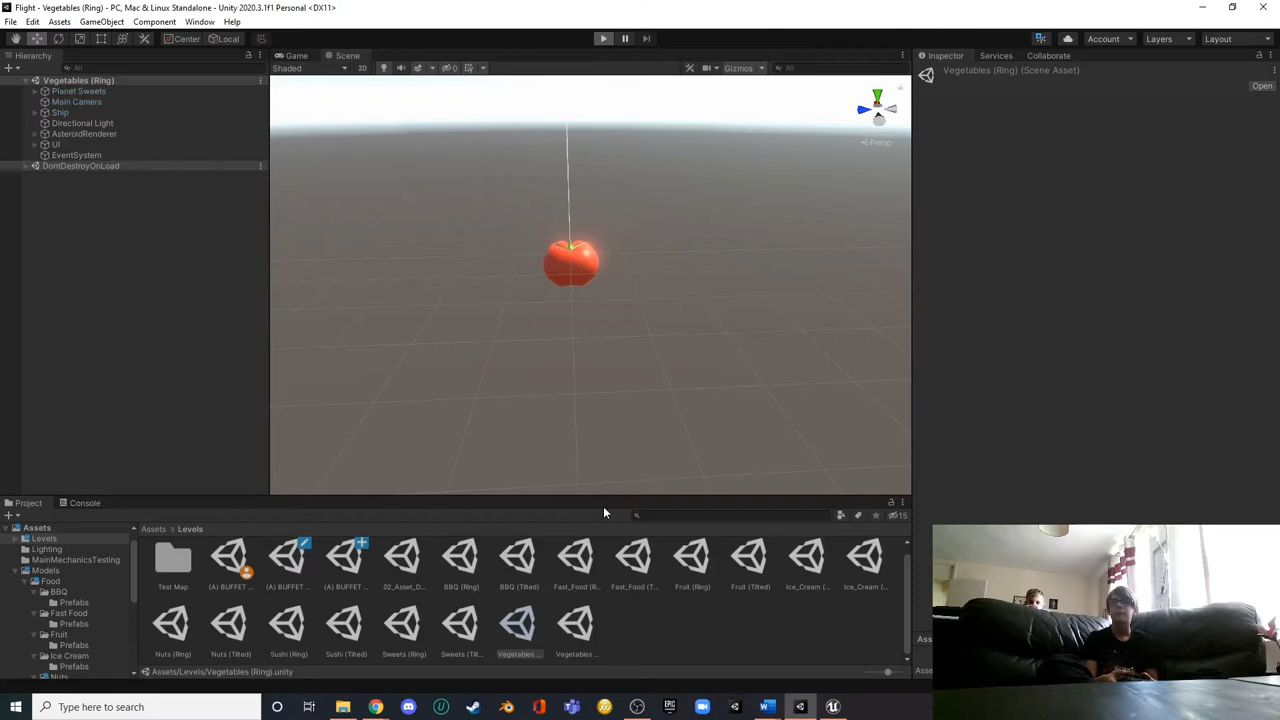 Flight - Vegetables (Ring) - PC, Mac & Linux Standalone - Unity 2020.3.1f1 Personal <DX11>
File Edit Assets GameObject Component Window Help
Center Local Account Layers Layout
Hierarchy Game Scene Inspector Services Collaborate
All Shaded 2D 0 Gizmos All Vegetables (Ring) (Scene Asset)
Open
Vegetables (Ring)
Planet Sweets
Main Camera
Ship
Directional Light
AsteroidRenderer
UI
EventSystem
DontDestroyOnLoad
Persp
Project Console
15
Assets
Levels
Lighting
MainMechanicsTesting
Models
Food
BBQ
Prefabs
Fast Food
Prefabs
Fruit
Prefabs
Ice Cream
Prefabs
Nuts
Assets Levels
Test Map (A) BUFFET ... (A) BUFFET ... (A) BUFFET ... 02_Asset_D... BBQ (Ring) BBQ (Tilted) Fast_Food (R... Fast_Food (T... Fruit (Ring) Fruit (Tilted) Ice_Cream (... Ice_Cream (...
Nuts (Ring) Nuts (Tilted) Sushi (Ring) Sushi (Tilted) Sweets (Ring) Sweets (Tilt... Vegetables ... Vegetables ...
Assets/Levels/Vegetables (Ring).unity
Ass
Asse
Type here to search